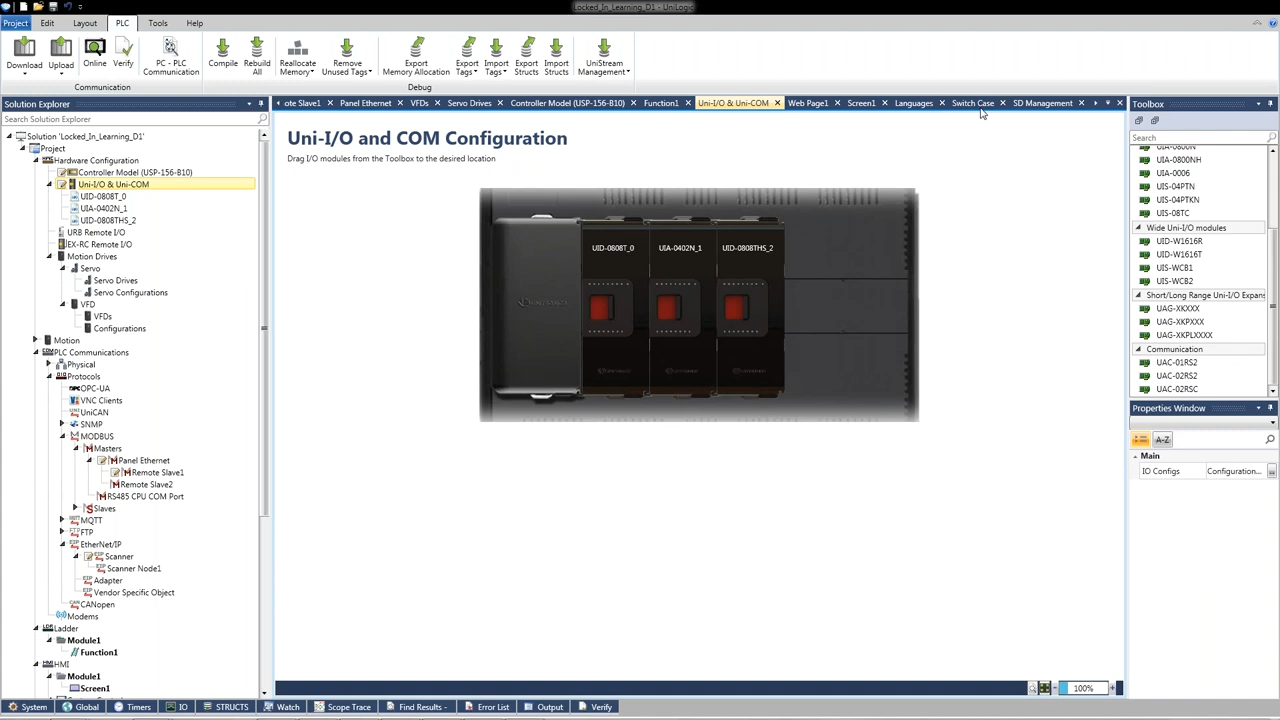 Locked_In_Learning_D1* - UniLogic
Project Edit Layout PLC Tools Help
Download Upload Online Verify PC - PLC Communication Compile Rebuild All Reallocate Memory Remove Unused Tags Export Memory Allocation Export Tags Import Tags Export Structs Import Structs UniStream Management
Communication Debug
Solution Explorer
ote Slave1 Panel Ethernet VFDs Servo Drives Controller Model (USP-156-B10) Function1 Uni-I/O & Uni-COM Web Page1 Screen1 Languages Switch Case SD Management
Toolbox
Search Solution Explorer
Search
Solution 'Locked_In_Learning_D1'
Project
Hardware Configuration
Controller Model (USP-156-B10)
Uni-I/O & Uni-COM
UID-0808T_0
UIA-0402N_1
UID-0808THS_2
URB Remote I/O
EX-RC Remote I/O
Motion Drives
Servo
Servo Drives
Servo Configurations
VFD
VFDs
Configurations
Motion
PLC Communications
Physical
Protocols
OPC-UA
VNC Clients
UniCAN
SNMP
MODBUS
Masters
Panel Ethernet
Remote Slave1
Remote Slave2
RS485 CPU COM Port
Slaves
MQTT
FTP
EtherNet/IP
Scanner
Scanner Node1
Adapter
Vendor Specific Object
CANopen
Modems
Ladder
Module1
Function1
HMI
Module1
Screen1
Uni-I/O and COM Configuration
Drag I/O modules from the Toolbox to the desired location
UID-0808T_0 UIA-0402N_1 UID-0808THS_2
UIA-0800NH
UIA-0006
UIS-04PTN
UIS-04PTKN
UIS-08TC
Wide Uni-I/O modules
UID-W1616R
UID-W1616T
UIS-WCB1
UIS-WCB2
Short/Long Range Uni-I/O Expans
UAG-XKXXX
UAG-XKPXXX
UAG-XKPLXXXX
Communication
UAC-01RS2
UAC-02RS2
UAC-02RSC
Properties Window
A-Z
Main
IO Configs Configuration...
100%
System Global Timers IO STRUCTS Watch Scope Trace Find Results - Error List Output Verify